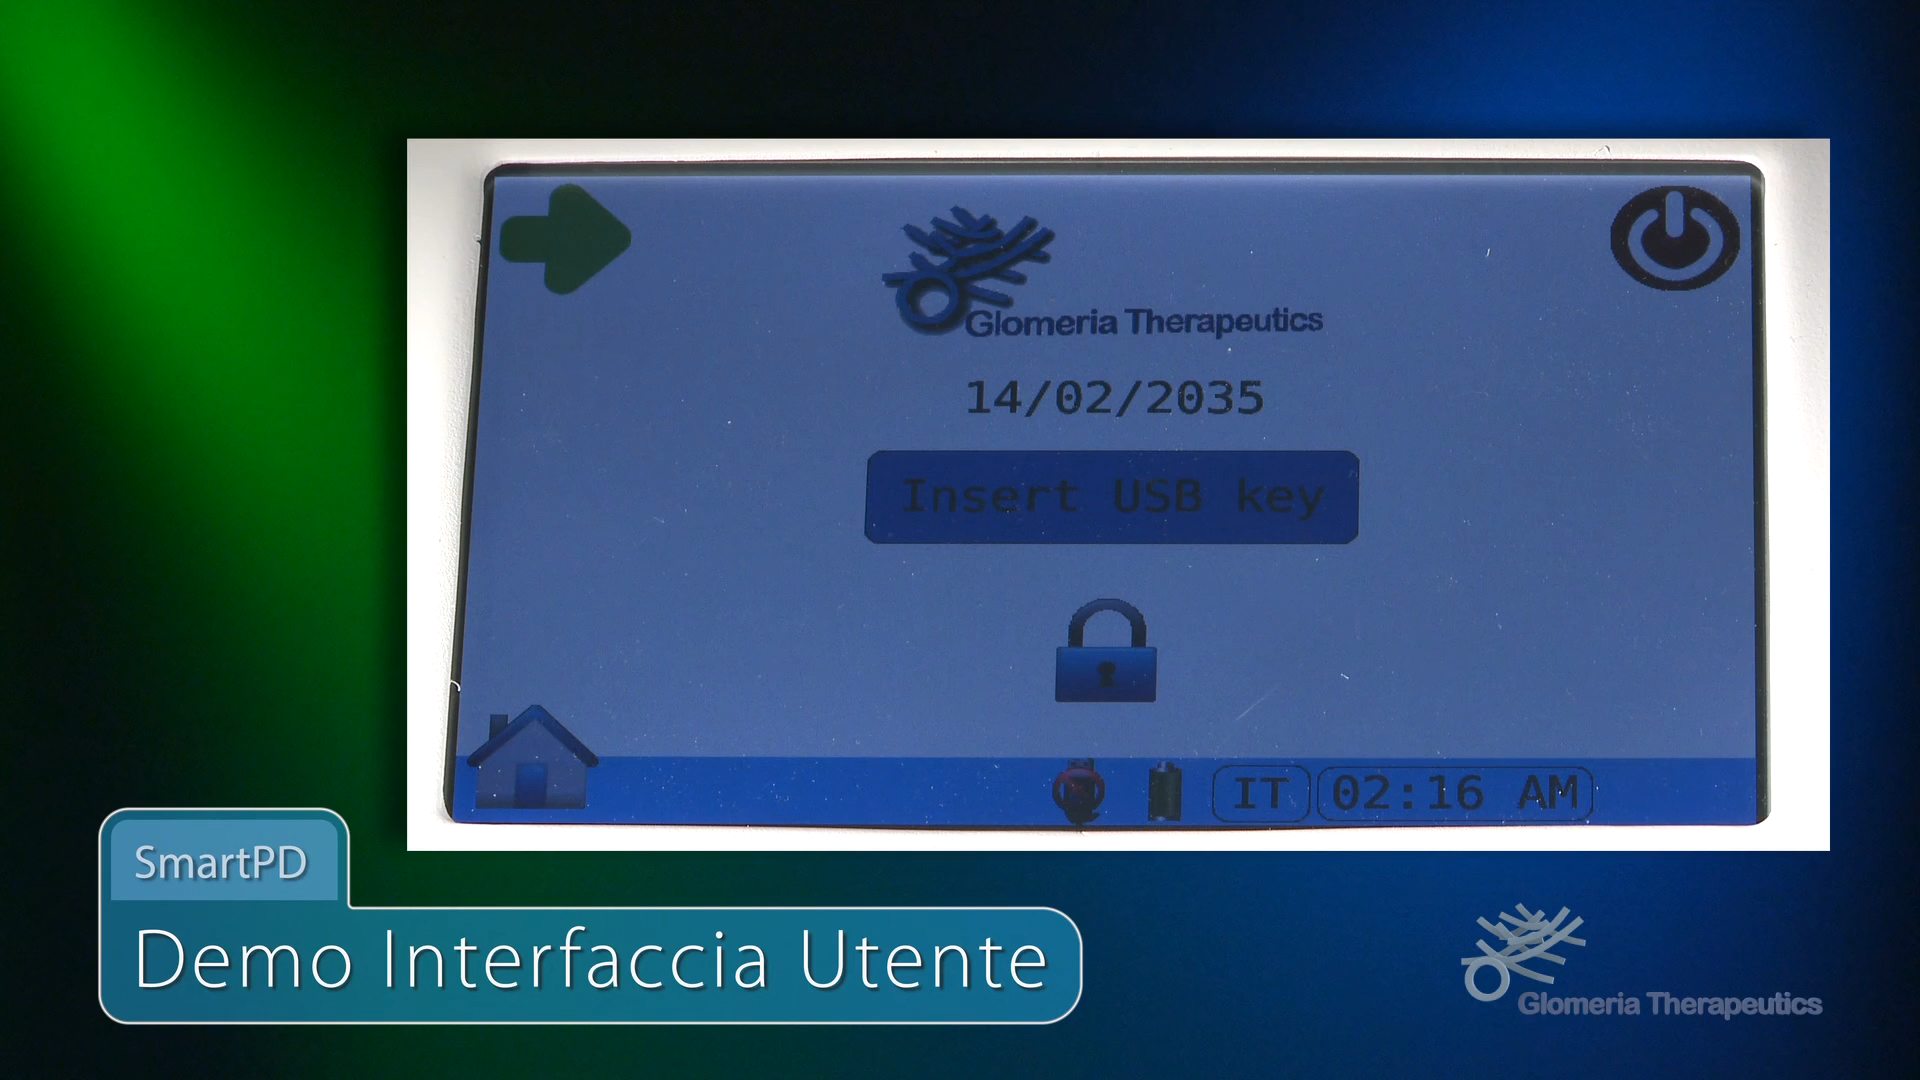 Glomeria Therapeutics
14/02/2035
Insert USB key
IT
02:16 AM
SmartPD
Demo Interfaccia Utente
Glomeria Therapeutics